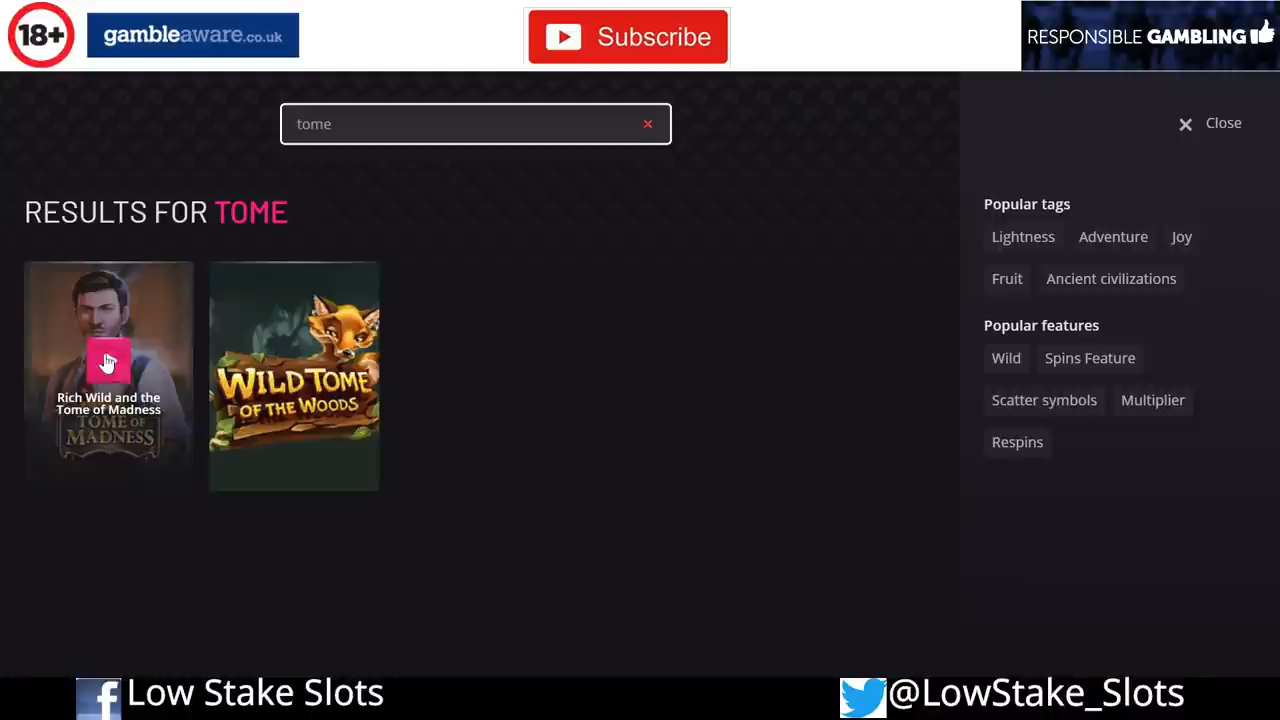 18+
gambleaware.co.uk
Subscribe
RESPONSIBLE GAMBLING
tome
Close
RESULTS FOR TOME
Rich Wild and the
Tome of Madness
TOME OF
MADNESS
WILD TOME
OF THE WOODS
Popular tags
Lightness Adventure Joy
Fruit Ancient civilizations
Popular features
Wild Spins Feature
Scatter symbols Multiplier
Respins
f Low Stake Slots
@LowStake_Slots